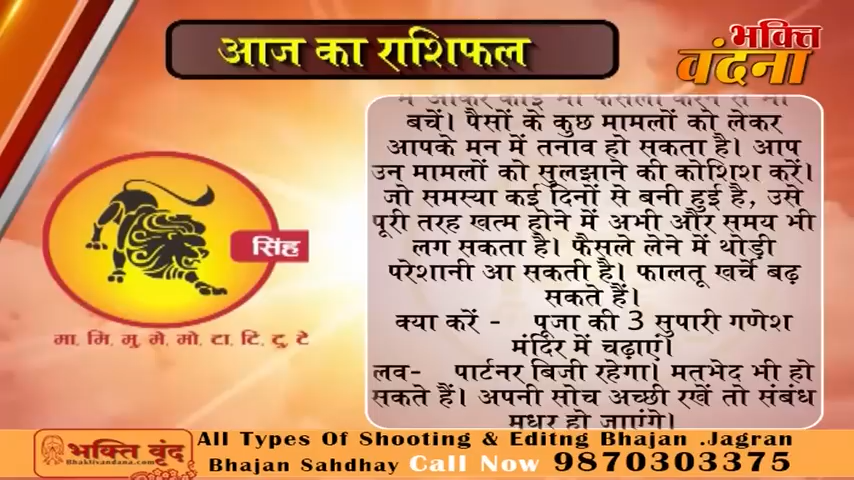 आज का राशिफल
भक्ति
वंदना
बचें। पैसों के कुछ मामलों को लेकर
आपके मन में तनाव हो सकता है। आप
उन मामलों को सुलझाने की कोशिश करें।
जो समस्या कई दिनों से बनी हुई है, उसे
पूरी तरह खत्म होने में अभी और समय भी
लग सकता है। फैसले लेने में थोड़ी
परेशानी आ सकती है। फालतू खर्चे बढ़
सकते हैं।
क्या करें - पूजा की 3 सुपारी गणेश
मंदिर में चढ़ाएं।
लव- पार्टनर बिजी रहेगा। मतभेद भी हो
सकते हैं। अपनी सोच अच्छी रखें तो संबंध
मधुर हो जाएंगे।
सिंह
मा, मि, मु, मे, मो, टा, टि, टु, टे
भक्ति वृंद
Bhaktivandana.com
All Types Of Shooting & Editng Bhajan .Jagran
Bhajan Sahdhay Call Now 9870303375